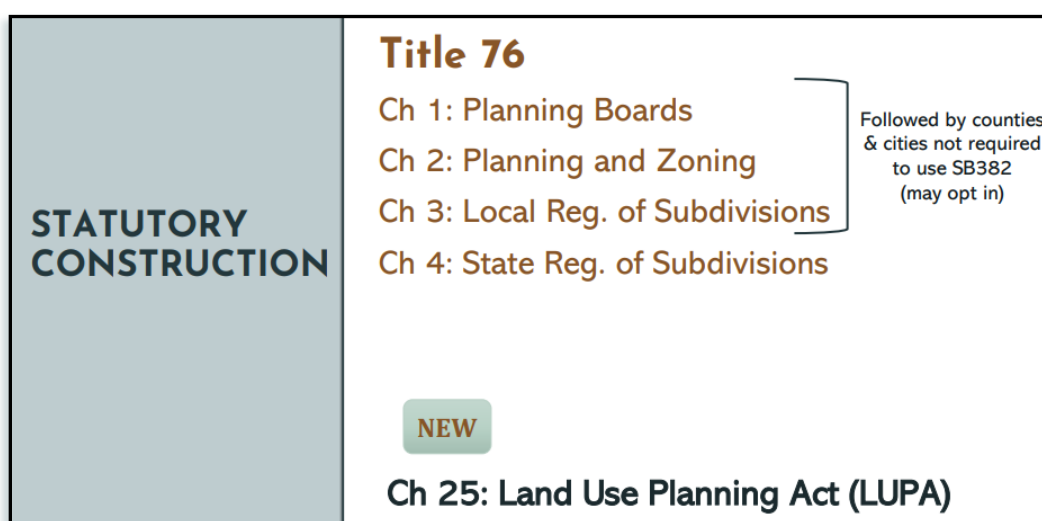 STATUTORY
CONSTRUCTION
Title 76
Ch 1: Planning Boards
Ch 2: Planning and Zoning
Ch 3: Local Reg. of Subdivisions
Ch 4: State Reg. of Subdivisions
Followed by counties
& cities not required
to use SB382
(may opt in)
NEW
Ch 25: Land Use Planning Act (LUPA)